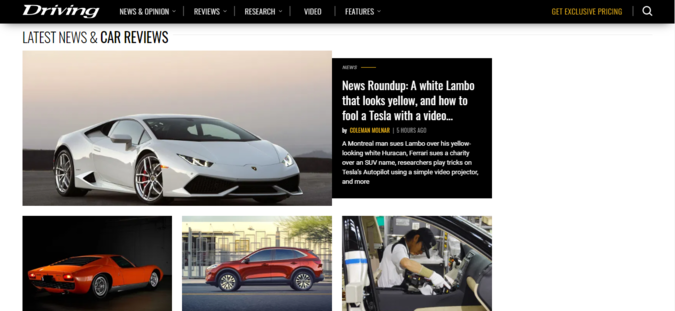 Driving
NEWS & OPINION
REVIEWS
RESEARCH
VIDEO
FEATURES
GET EXCLUSIVE PRICING
LATEST NEWS & CAR REVIEWS
NEWS
News Roundup: A white Lambo
that looks yellow, and how to
fool a Tesla with a video...
by COLEMAN MOLNAR | 5 HOURS AGO
A Montreal man sues Lambo over his yellow-
looking white Huracan, Ferrari sues a charity
over an SUV name, researchers play tricks on
Tesla's Autopilot using a simple video projector,
and more